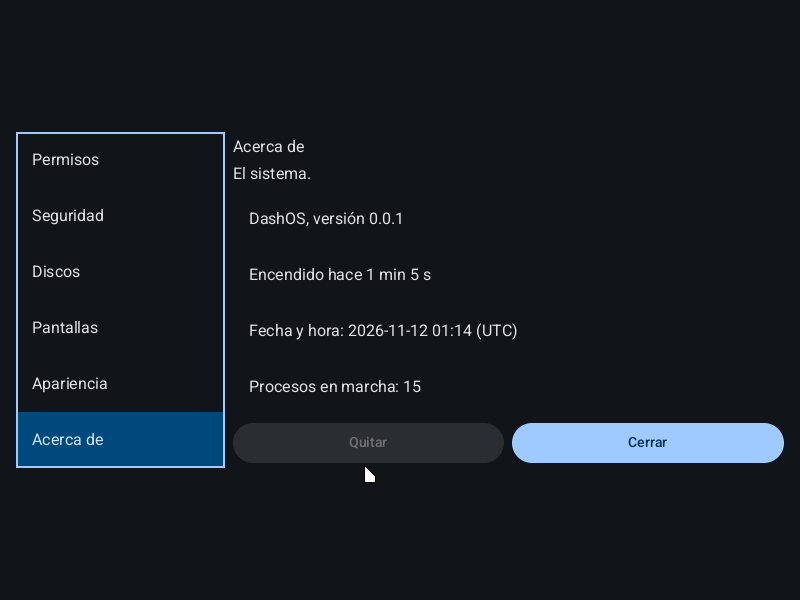 Permisos
Seguridad
Discos
Pantallas
Apariencia
Acerca de
Acerca de
El sistema.
DashOS, versión 0.0.1
Encendido hace 1 min 5 s
Fecha y hora: 2026-11-12 01:14 (UTC)
Procesos en marcha: 15
Quitar
Cerrar